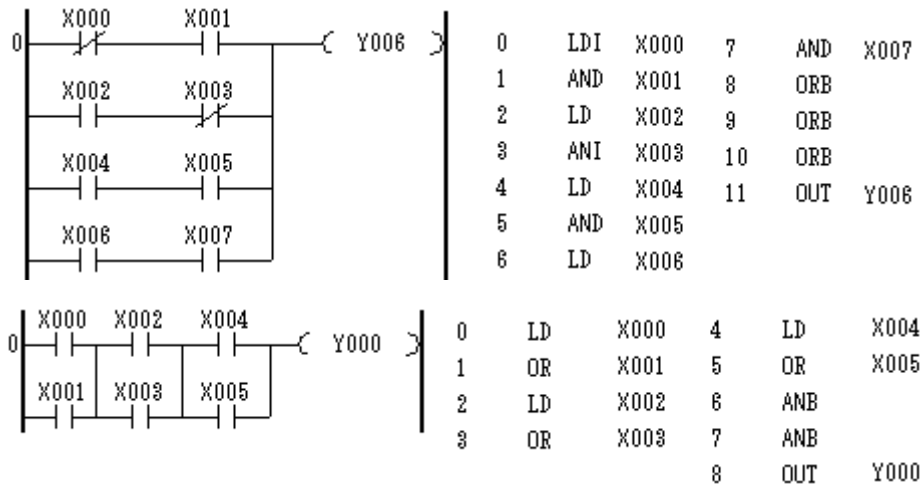 X000 X001
0 Y006
X002 X003
X004 X005
X006 X007
0 LDI X000
1 AND X001
2 LD X002
3 ANI X003
4 LD X004
5 AND X005
6 LD X006
7 AND X007
8 ORB
9 ORB
10 ORB
11 OUT Y006
X000 X002 X004
0 Y000
X001 X003 X005
0 LD X000
1 OR X001
2 LD X002
3 OR X003
4 LD X004
5 OR X005
6 ANB
7 ANB
8 OUT Y000